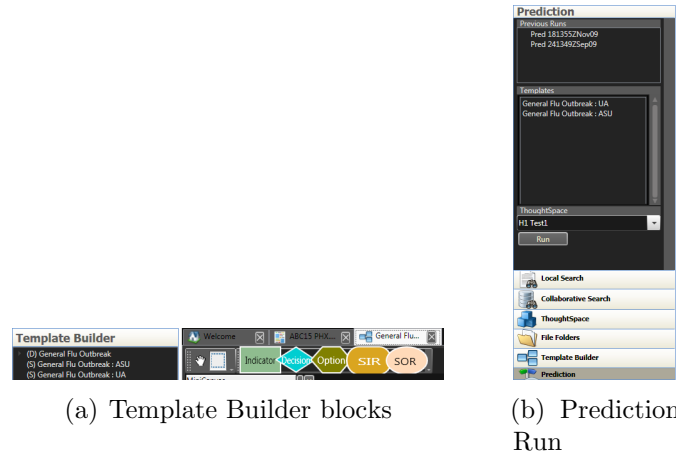 Prediction
Previous Runs
Pred 181355ZNov09
Pred 241349ZSep09
Templates
General Flu Outbreak : UA
General Flu Outbreak : ASU
ThoughtSpace
H1 Test1
Run
Local Search
Collaborative Search
ThoughtSpace
File Folders
Template Builder
Prediction
Template Builder
(D) General Flu Outbreak
(S) General Flu Outbreak : ASU
(S) General Flu Outbreak : UA
Welcome ABC15 PHX... General Flu...
Indicator Decision Option SIR SOR
MiniCanvas
(a) Template Builder blocks
(b) Prediction
Run